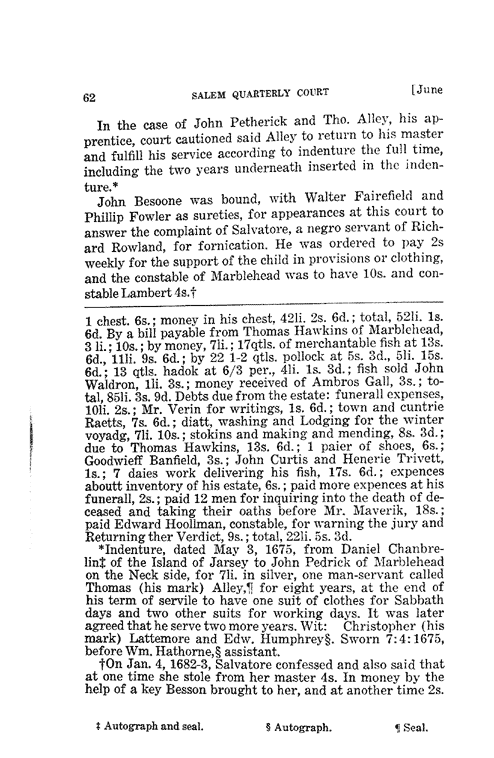 62 SALEM QUARTERLY COURT [June
In the case of John Petherick and Tho. Alley, his ap-
prentice, court cautioned said Alley to return to his master
and fulfill his service according to indenture the full time,
including the two years underneath inserted in the inden-
ture.*
John Besoone was bound, with Walter Fairefield and
Phillip Fowler as sureties, for appearances at this court to
answer the complaint of Salvatore, a negro servant of Rich-
ard Rowland, for fornication. He was ordered to pay 2s
weekly for the support of the child in provisions or clothing,
and the constable of Marblehead was to have 10s. and con-
stable Lambert 4s.†
1 chest. 6s.; money in his chest, 42li. 2s. 6d.; total, 52li. 1s.
6d. By a bill payable from Thomas Hawkins of Marblehead,
3 li.; 10s.; by money, 7li.; 17qtls. of merchantable fish at 13s.
6d., 11li. 9s. 6d.; by 22 1-2 qtls. pollock at 5s. 3d., 5li. 15s.
6d.; 13 qtls. hadok at 6/3 per., 4li. 1s. 3d.; fish sold John
Waldron, 1li. 3s.; money received of Ambros Gall, 3s.; to-
tal, 85li. 3s. 9d. Debts due from the estate: funerall expenses,
10li. 2s.; Mr. Verin for writings, 1s. 6d.; town and cuntrie
Raetts, 7s. 6d.; diatt, washing and Lodging for the winter
voyadg, 7li. 10s.; stokins and making and mending, 8s. 3d.;
due to Thomas Hawkins, 13s. 6d.; 1 paier of shoes, 6s.;
Goodwieff Banfield, 3s.; John Curtis and Henerie Trivett,
1s.; 7 daies work delivering his fish, 17s. 6d.; expences
aboutt inventory of his estate, 6s.; paid more expences at his
funerall, 2s.; paid 12 men for inquiring into the death of de-
ceased and taking their oaths before Mr. Maverik, 18s.;
paid Edward Hoollman, constable, for warning the jury and
Returning ther Verdict, 9s.; total, 22li. 5s. 3d.
*Indenture, dated May 3, 1675, from Daniel Chanbre-
lin‡ of the Island of Jarsey to John Pedrick of Marblehead
on the Neck side, for 7li. in silver, one man-servant called
Thomas (his mark) Alley,¶ for eight years, at the end of
his term of servile to have one suit of clothes for Sabbath
days and two other suits for working days. It was later
agreed that he serve two more years. Wit: Christopher (his
mark) Lattemore and Edw. Humphrey§. Sworn 7:4:1675,
before Wm. Hathorne,§ assistant.
†On Jan. 4, 1682-3, Salvatore confessed and also said that
at one time she stole from her master 4s. In money by the
help of a key Besson brought to her, and at another time 2s.
‡ Autograph and seal. § Autograph. ¶ Seal.